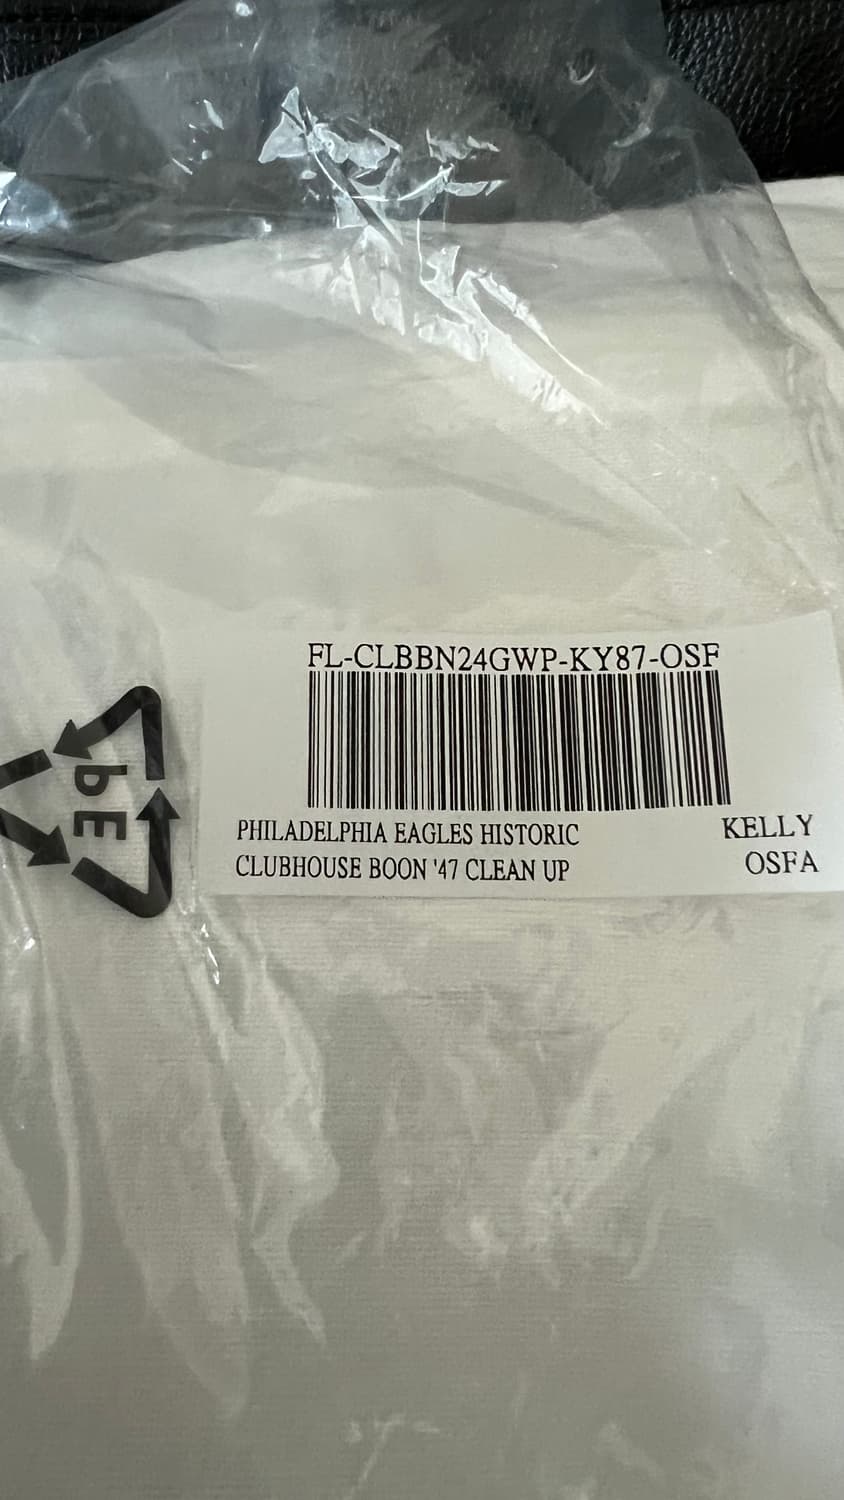 FL-CLBBN24GWP-KY87-OSF
PHILADELPHIA EAGLES HISTORIC KELLY
CLUBHOUSE BOON '47 CLEAN UP OSFA
PE